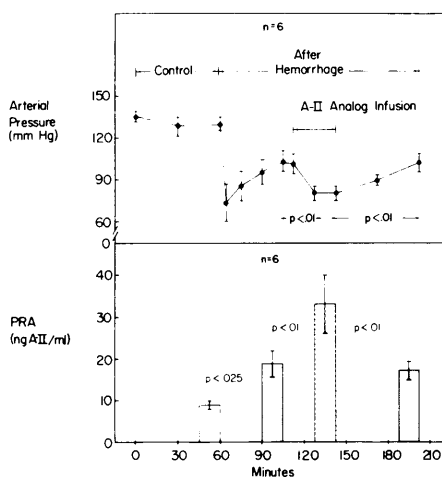 n=6
After
Control
Hemorrhage
Arterial
Pressure
(mm Hg)
A-II Analog Infusion
150
120
90
60
p<.01
p<.01
0
n=6
PRA
(ng A-II/ml)
40
30
20
10
0
p<.025
p<.01
p<.01
0 30 60 90 120 150 180 210
Minutes